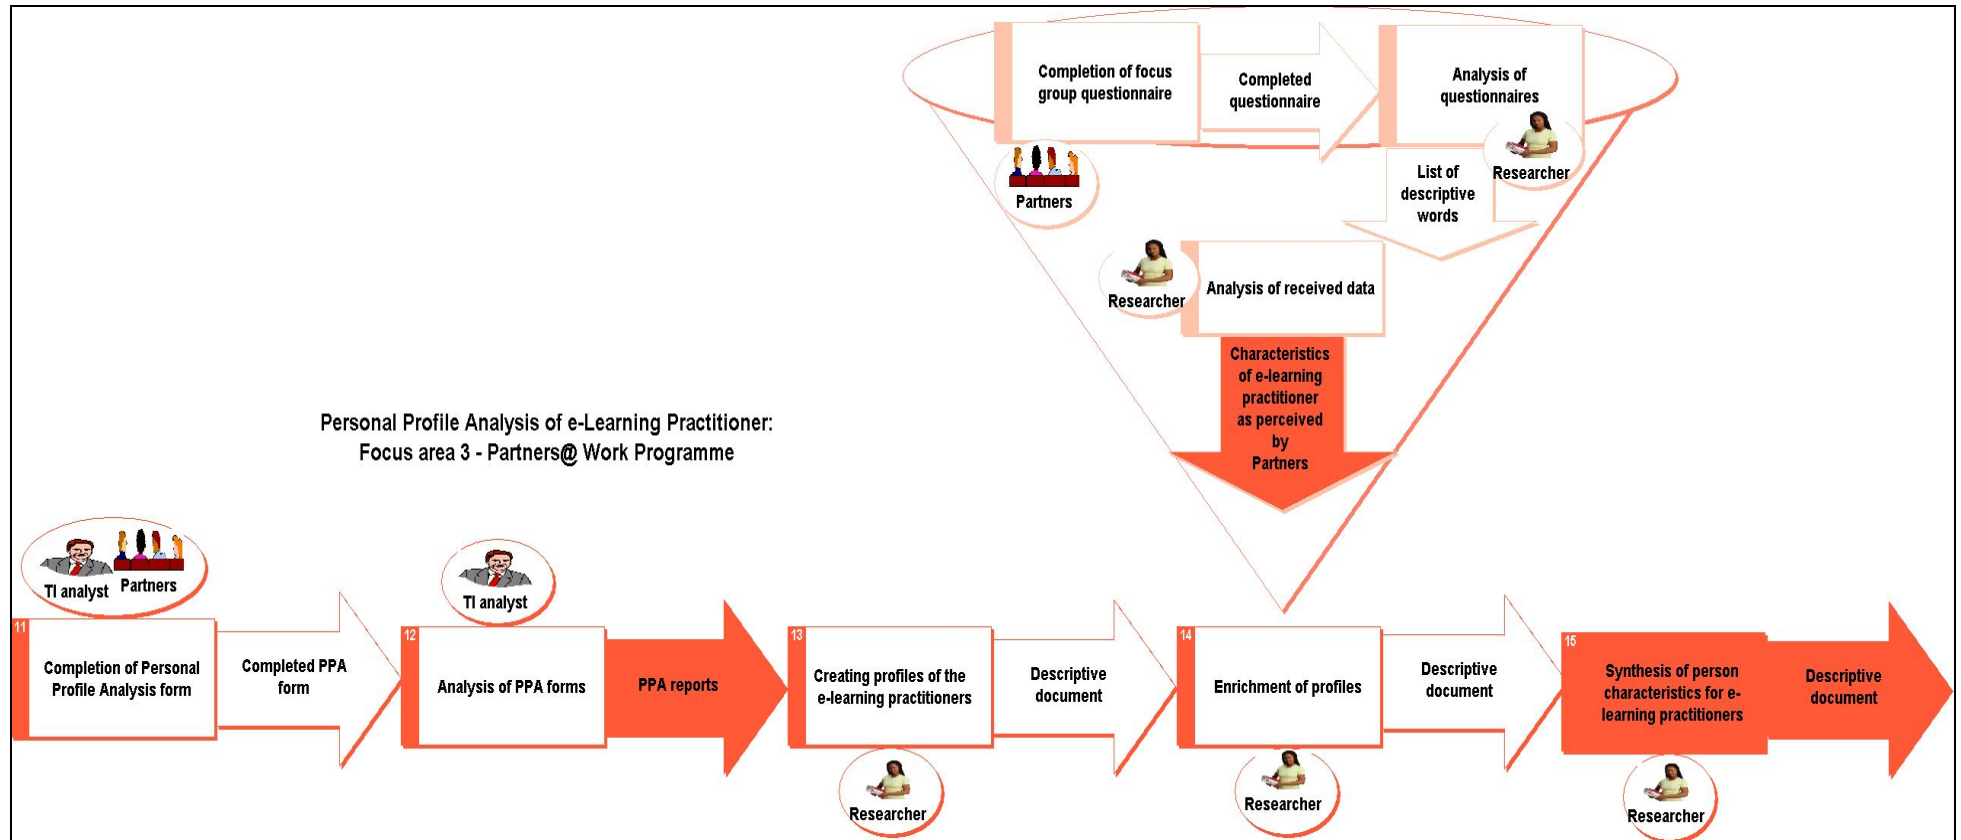 Completion of focus
group questionnaire
Completed
questionnaire
Analysis of
questionnaires
Partners
Researcher
List of
descriptive
words
Researcher
Analysis of received data
Characteristics
of e-learning
practitioner
as perceived
by
Partners
Personal Profile Analysis of e-Learning Practitioner:
Focus area 3 - Partners@ Work Programme
TI analyst
Partners
TI analyst
11
Completion of Personal
Profile Analysis form
Completed PPA
form
12
Analysis of PPA forms
PPA reports
13
Creating profiles of the
e-learning practitioners
Researcher
Descriptive
document
14
Enrichment of profiles
Researcher
Descriptive
document
15
Synthesis of person
characteristics for e-
learning practitioners
Researcher
Descriptive
document